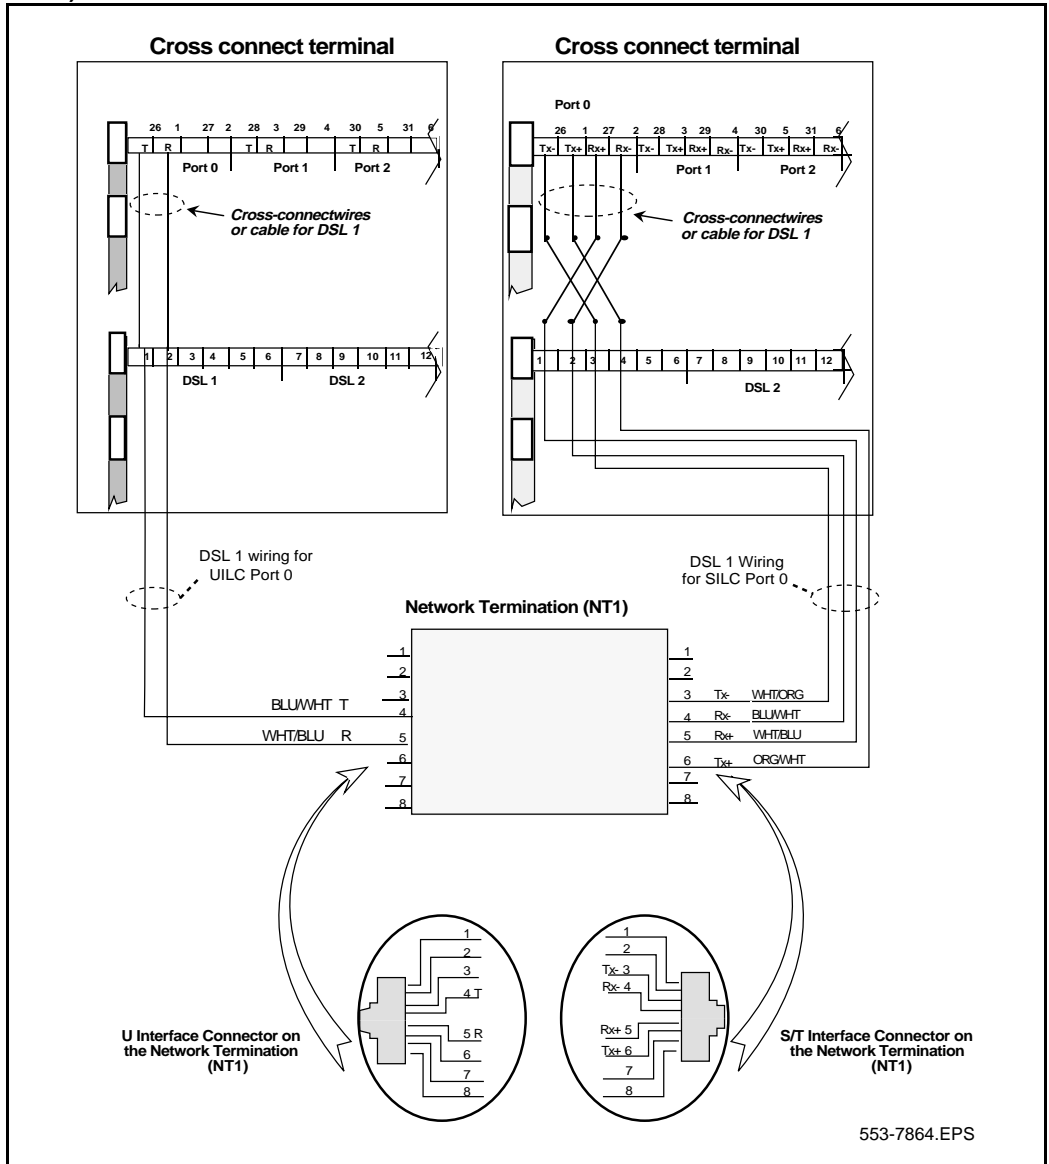 Cross connect terminal
Cross connect terminal
Port 0
26 1 27 2 28 3 29 4 30 5 31 6
T R T R T R
Port 0 Port 1 Port 2
26 1 27 2 28 3 29 4 30 5 31 6
Tx- Tx+ Rx+ Rx- Tx- Tx+ Rx+ Rx- Tx- Tx+ Rx+ Rx-
Port 1 Port 2
Cross-connectwires
or cable for DSL 1
Cross-connectwires
or cable for DSL 1
1 2 3 4 5 6 7 8 9 10 11 12
DSL 1 DSL 2
1 2 3 4 5 6 7 8 9 10 11 12
DSL 2
DSL 1 wiring for
UILC Port 0
DSL 1 Wiring
for SILC Port 0
Network Termination (NT1)
1
2
3
BLU/WHT T 4
WHT/BLU R 5
6
7
8
1
2
3 Tx- WHT/ORG
4 Rx- BLU/WHT
5 Rx+ WHT/BLU
6 Tx+ ORG/WHT
7
8
1
2
3
4 T
5 R
6
7
8
1
2
Tx- 3
Rx- 4
Rx+ 5
Tx+ 6
7
8
U Interface Connector on
the Network Termination
(NT1)
S/T Interface Connector on
the Network Termination
(NT1)
553-7864.EPS